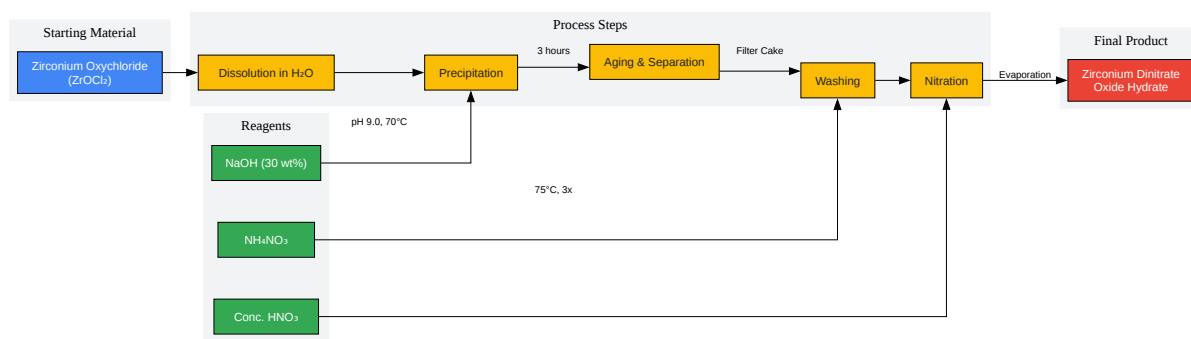 Starting Material
Zirconium Oxychloride
(ZrOCl₂)
Process Steps
Dissolution in H₂O
Precipitation
3 hours
Aging & Separation
Filter Cake
Washing
Nitration
Evaporation
Final Product
Zirconium Dinitrate
Oxide Hydrate
Reagents
pH 9.0, 70°C
NaOH (30 wt%)
75°C, 3x
NH₄NO₃
Conc. HNO₃